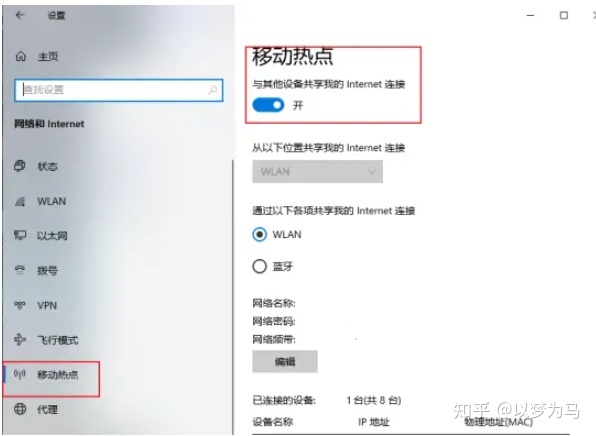 设置
主页
查找设置
网络和 Internet
状态
WLAN
以太网
拨号
VPN
飞行模式
移动热点
代理
移动热点
与其他设备共享我的 Internet 连接
开
从以下位置共享我的 Internet 连接
WLAN
通过以下各项共享我的 Internet 连接
WLAN
蓝牙
网络名称:
网络密码:
网络频带:
编辑
已连接的设备: 1 台(共 8 台)
设备名称 IP 地址 物理地址(MAC)
知乎 @以梦为马